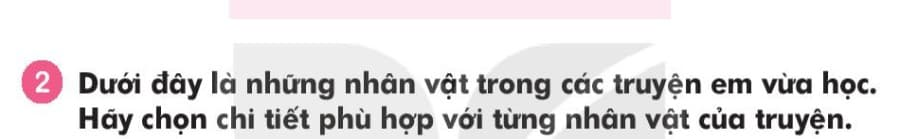 2 Dưới đây là những nhân vật trong các truyện em vừa học.
Hãy chọn chi tiết phù hợp với từng nhân vật của truyện.